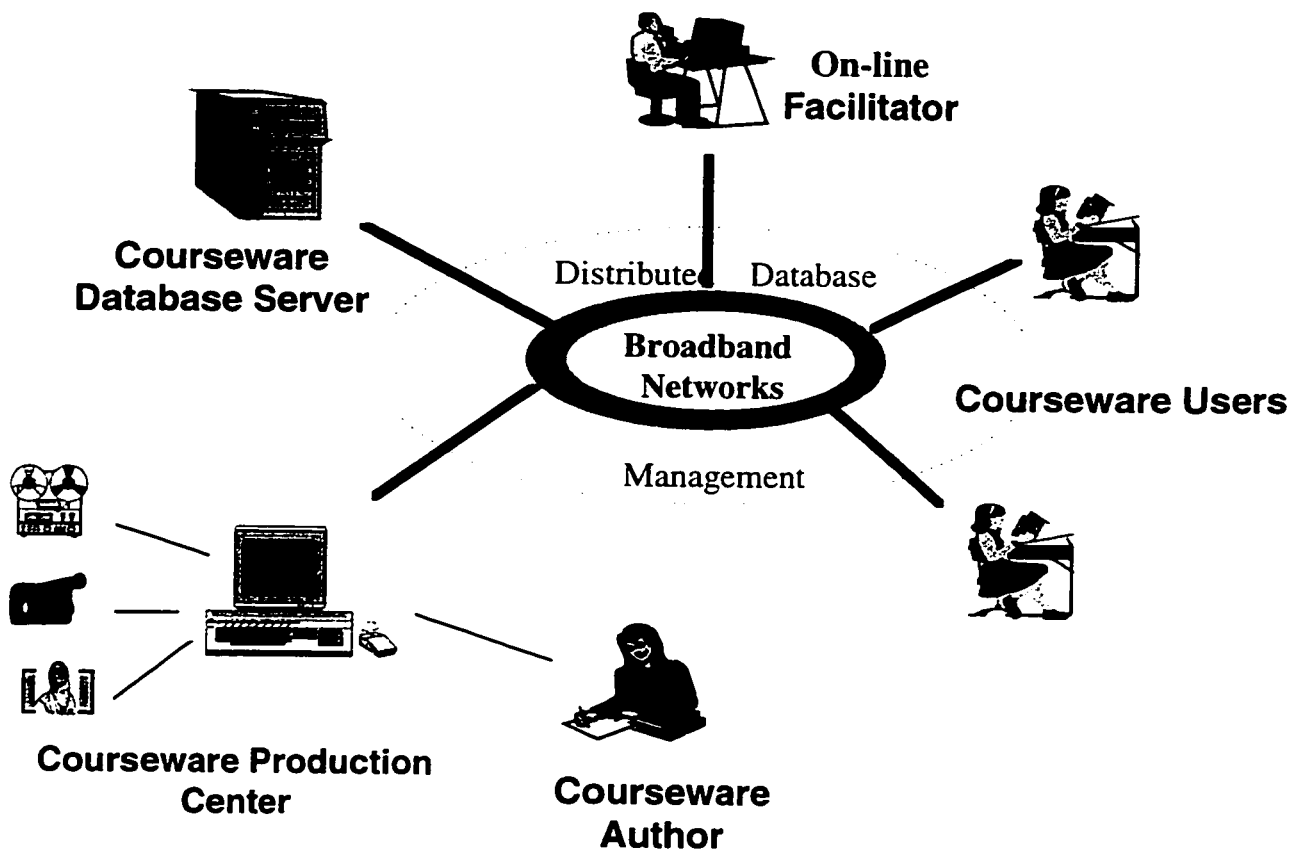 On-line
Facilitator
Courseware
Database Server
Distributed Database
Broadband
Networks
Courseware Users
Management
Courseware Production
Center
Courseware
Author